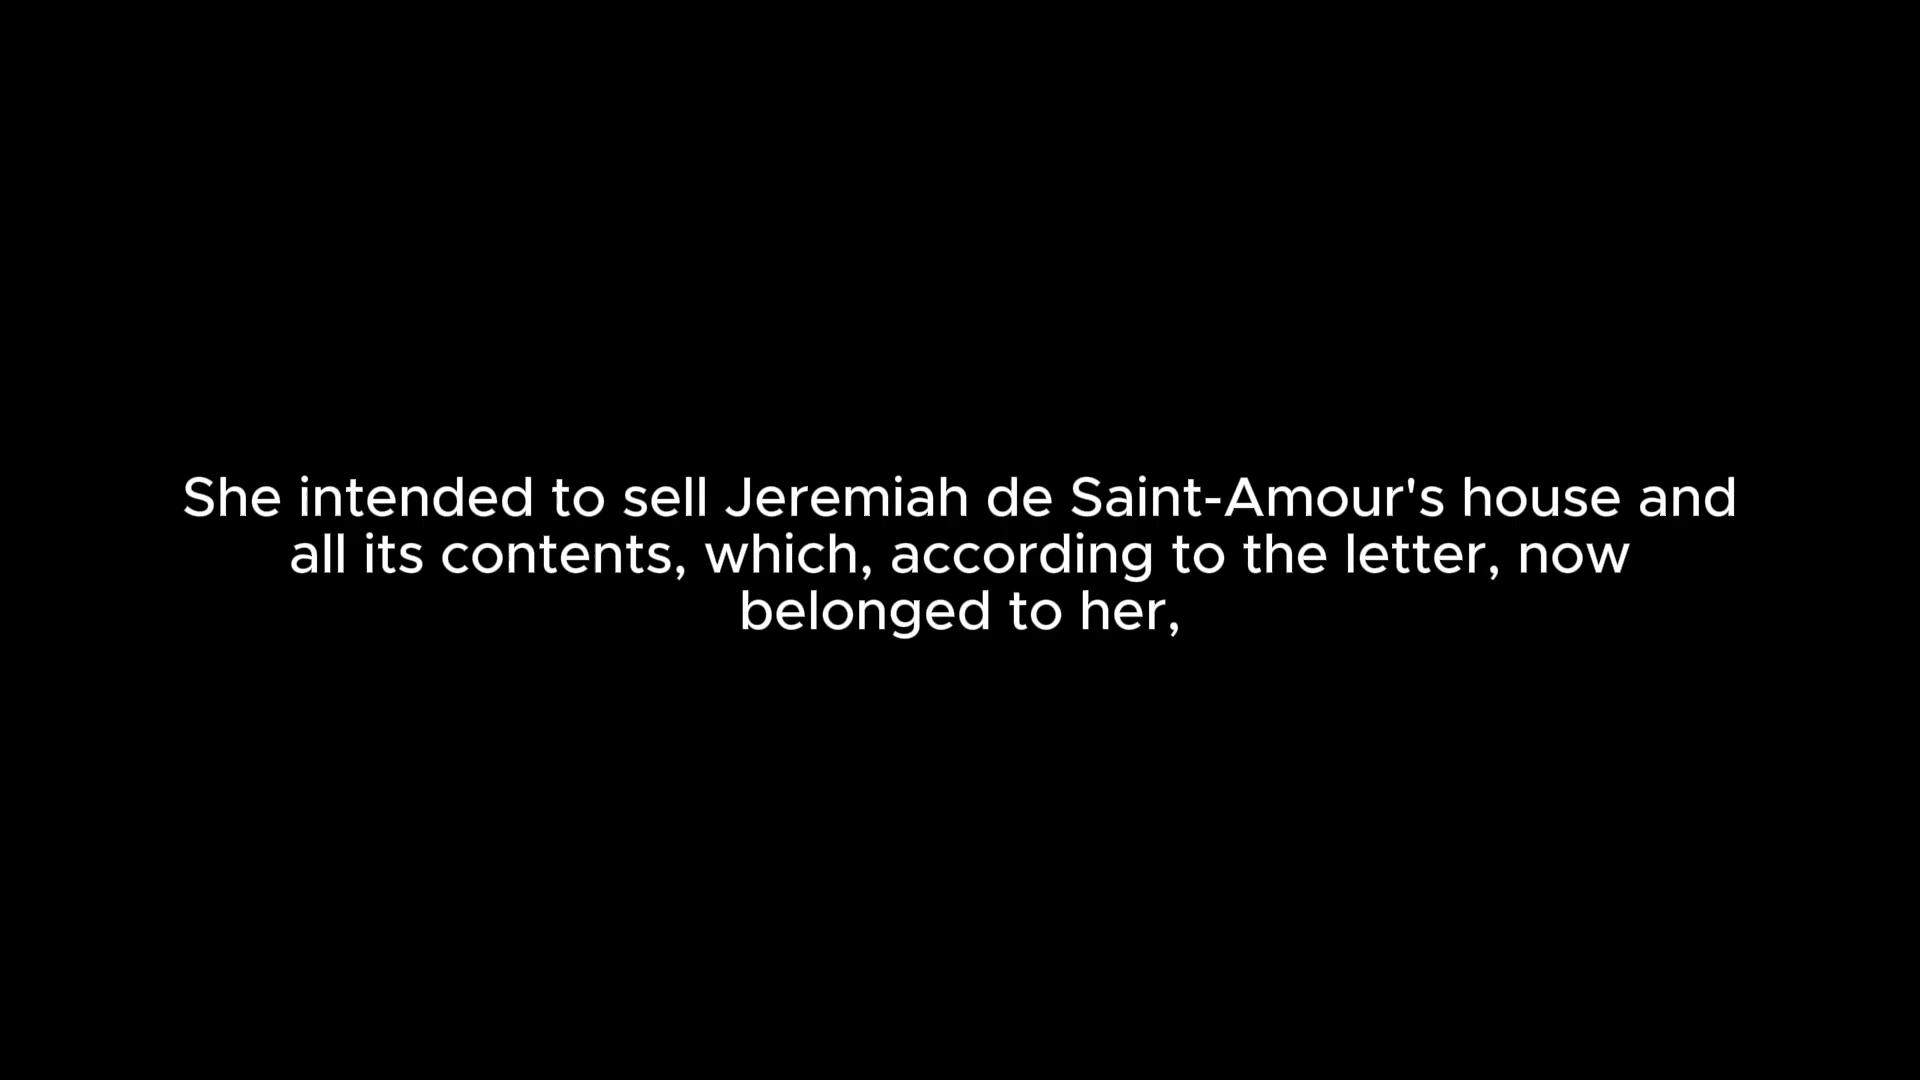 She intended to sell Jeremiah de Saint-Amour's house and
all its contents, which, according to the letter, now
belonged to her,